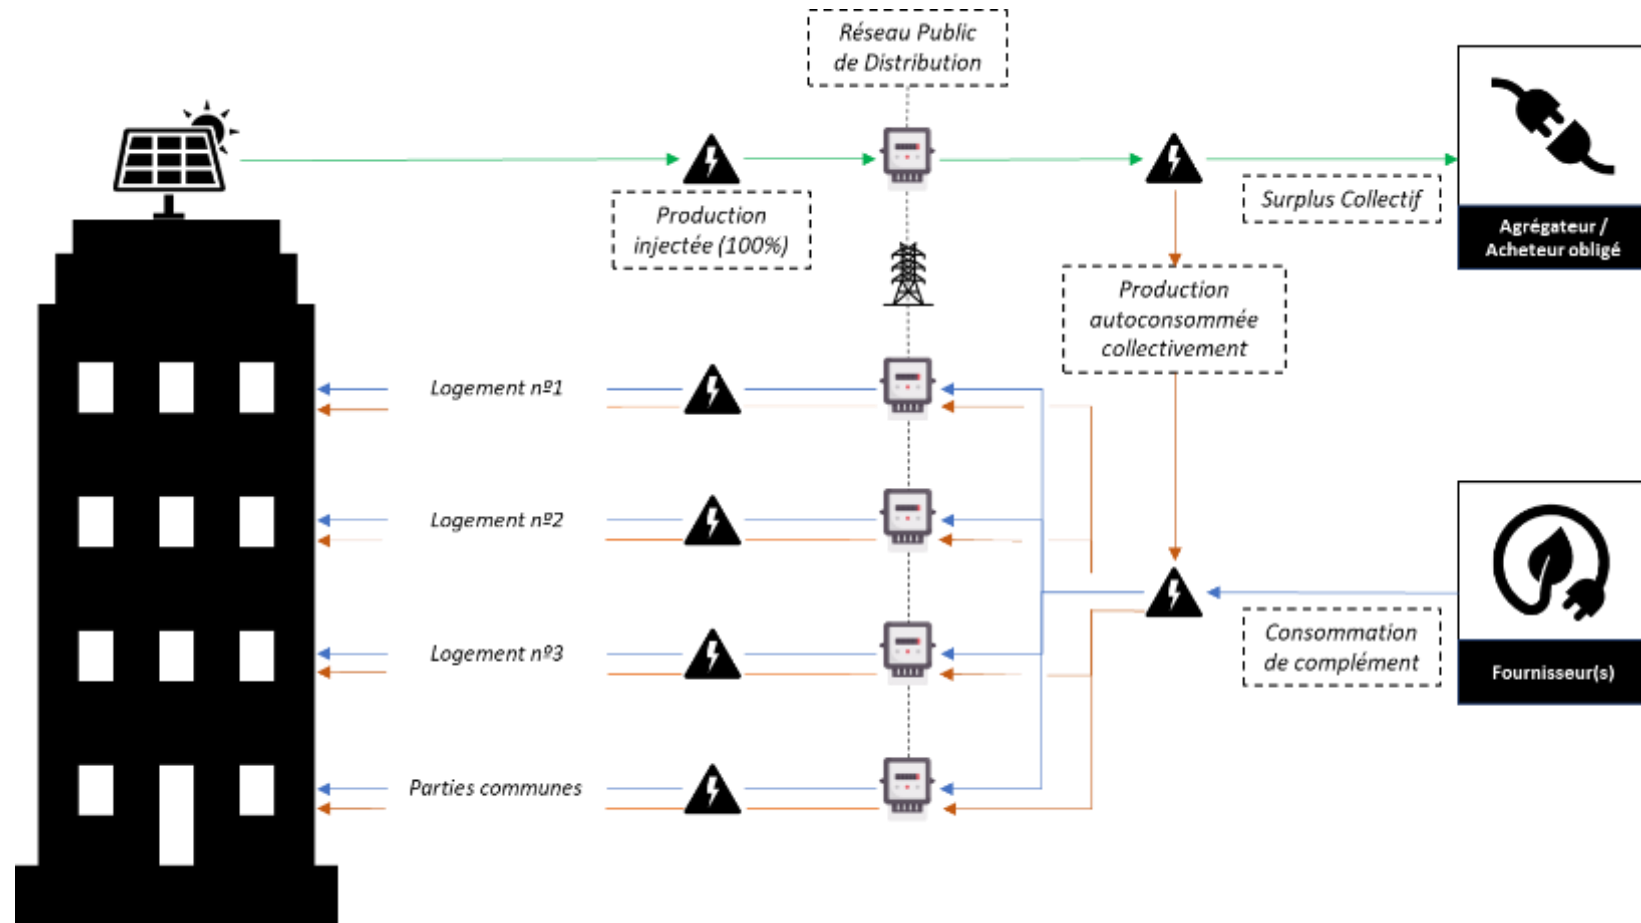 Réseau Public
de Distribution
Production
injectée (100%)
Surplus Collectif
Agrégateur /
Acheteur obligé
Production
autoconsommée
collectivement
Logement nº1
Logement nº2
Logement nº3
Parties communes
Consommation
de complément
Fournisseur(s)